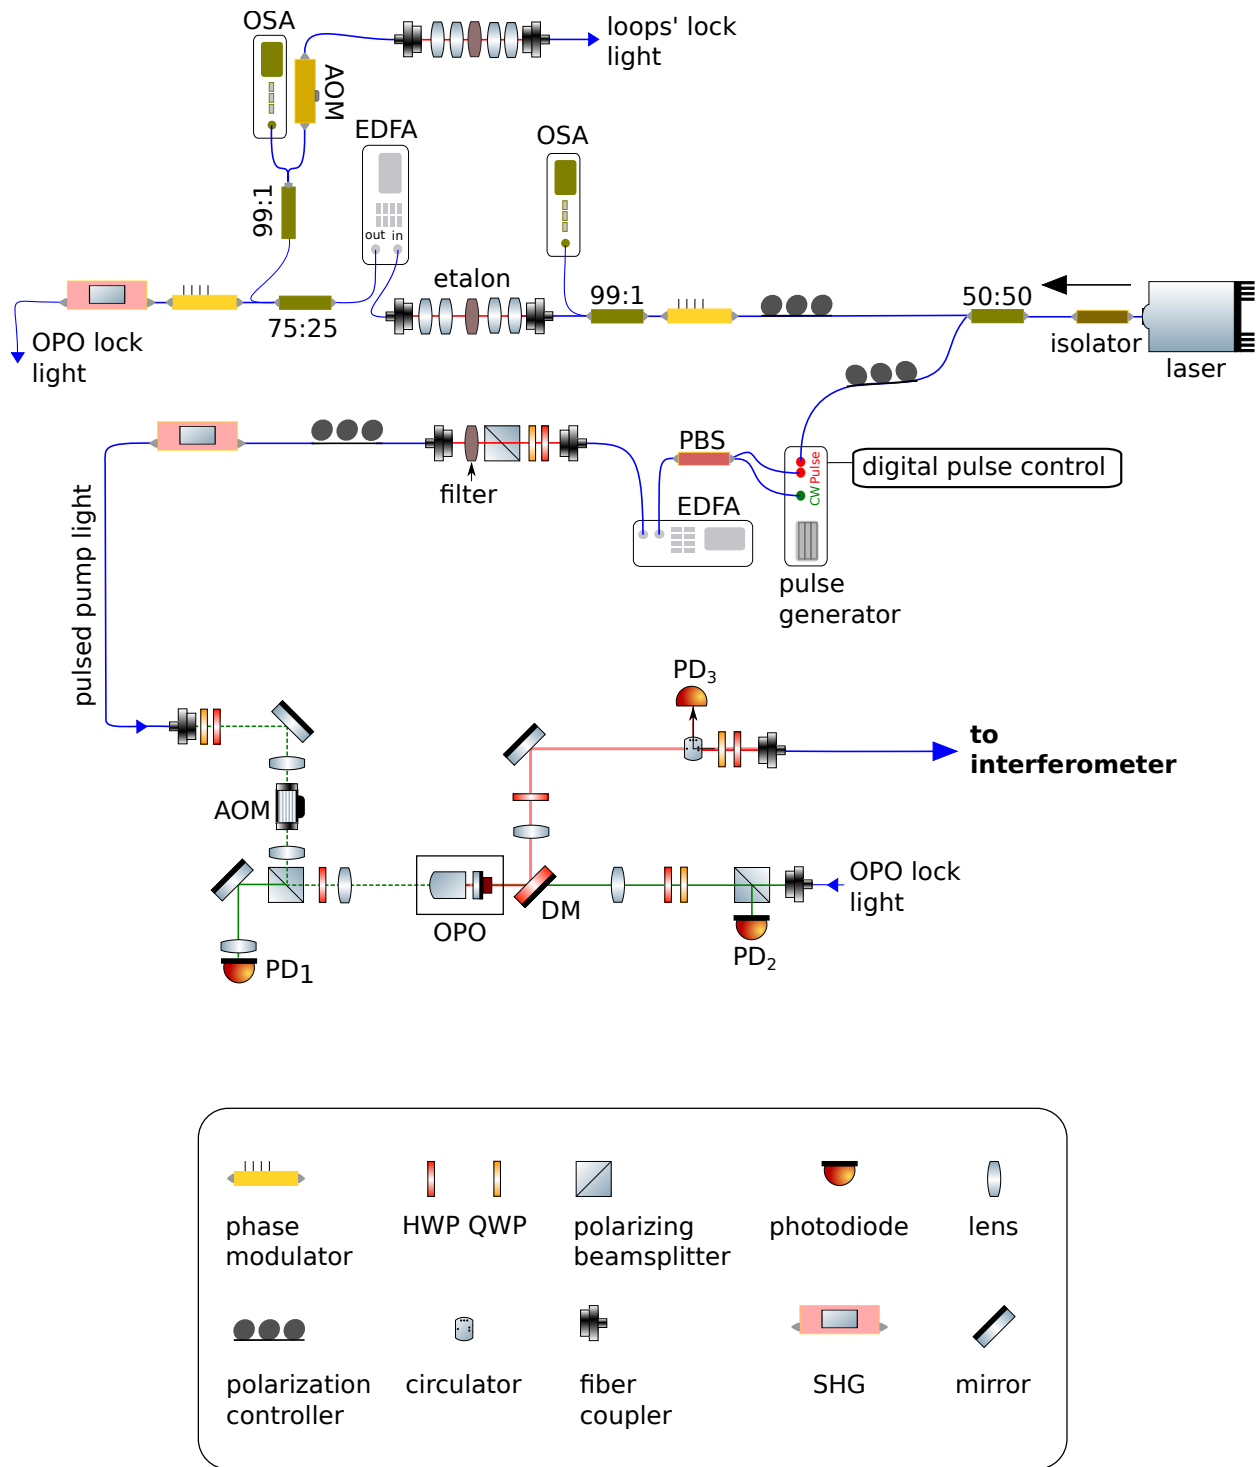 OSA
loops' lock
light
AOM
EDFA
OSA
99:1
out in
etalon
99:1
50:50
75:25
OPO lock
light
isolator
laser
PBS
Pulse
CW
digital pulse control
filter
EDFA
pulse
generator
pulsed pump light
PD3
to
interferometer
AOM
OPO lock
light
DM
OPO
PD2
PD1
phase
modulator
HWP QWP
polarizing
beamsplitter
photodiode
lens
polarization
controller
circulator
fiber
coupler
SHG
mirror